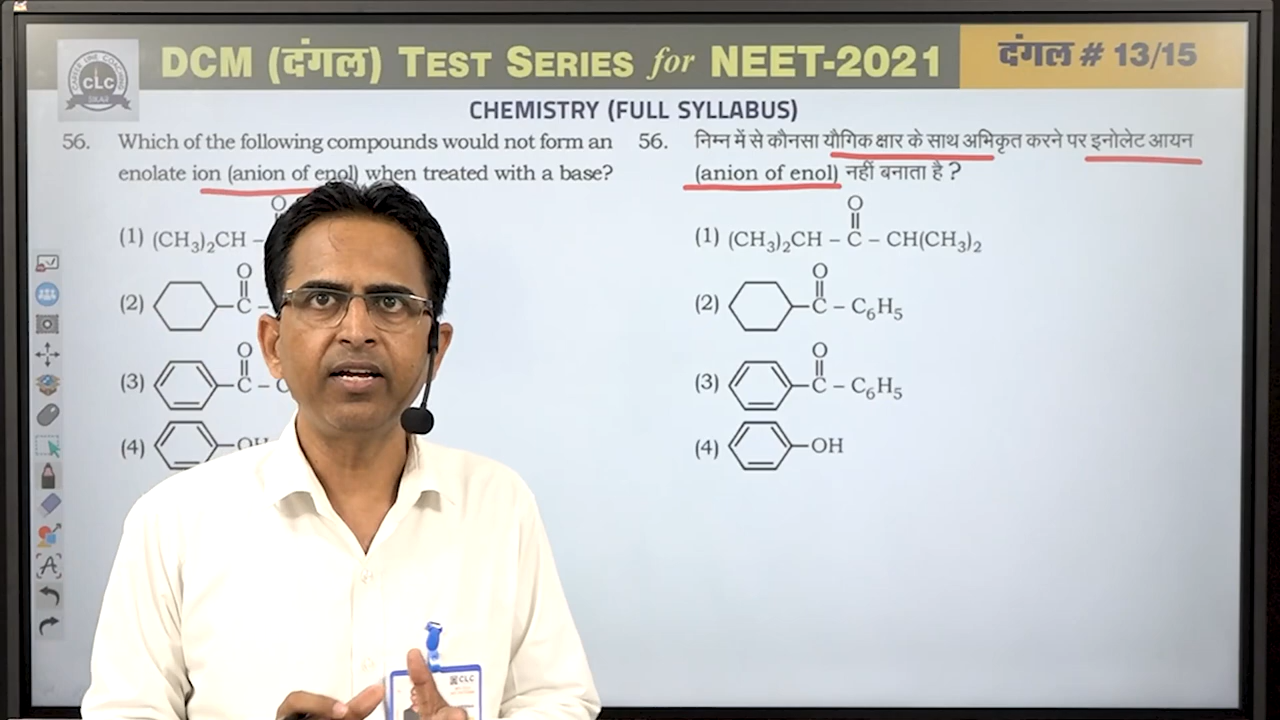 DCM (दंगल) TEST SERIES for NEET-2021
दंगल # 13/15
CLC
SIKAR
CHEMISTRY (FULL SYLLABUS)
56. Which of the following compounds would not form an
enolate ion (anion of enol) when treated with a base?
O
(1) (CH3)2CH –
O
(2) C –
O
(3) C –
(4) OH
56. निम्न में से कौनसा यौगिक क्षार के साथ अभिकृत करने पर इनोलेट आयन
(anion of enol) नहीं बनाता है ?
O
(1) (CH3)2CH – C – CH(CH3)2
O
(2) C – C6H5
O
(3) C – C6H5
(4) OH
CLC